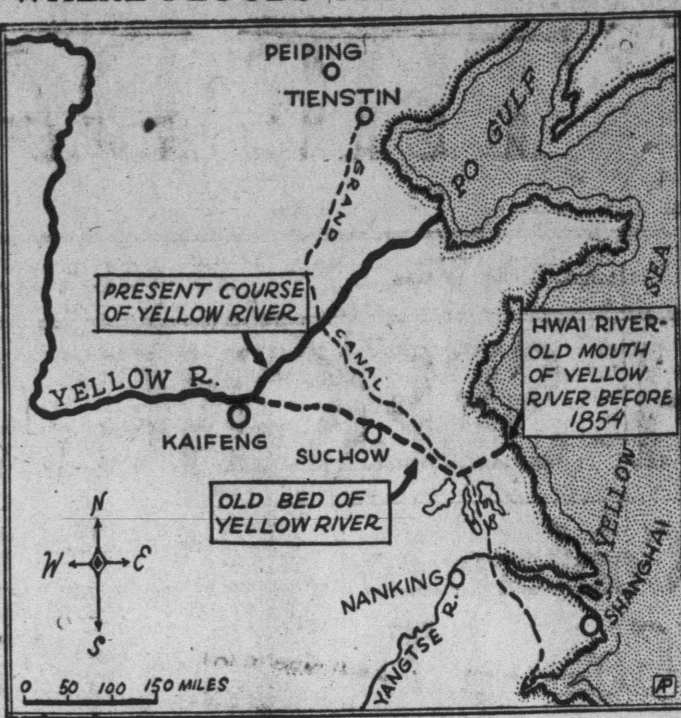 PEIPING
TIENSTIN
PO GULF
GRAND
CANAL
PRESENT COURSE
OF YELLOW RIVER
SEA
YELLOW
HWAI RIVER-
OLD MOUTH
OF YELLOW
RIVER BEFORE
1854
YELLOW R.
KAIFENG
SUCHOW
OLD BED OF
YELLOW RIVER
N
W
E
S
NANKING
YANGTSE R.
SHANGHAI
0 50 100 150 MILES
AP